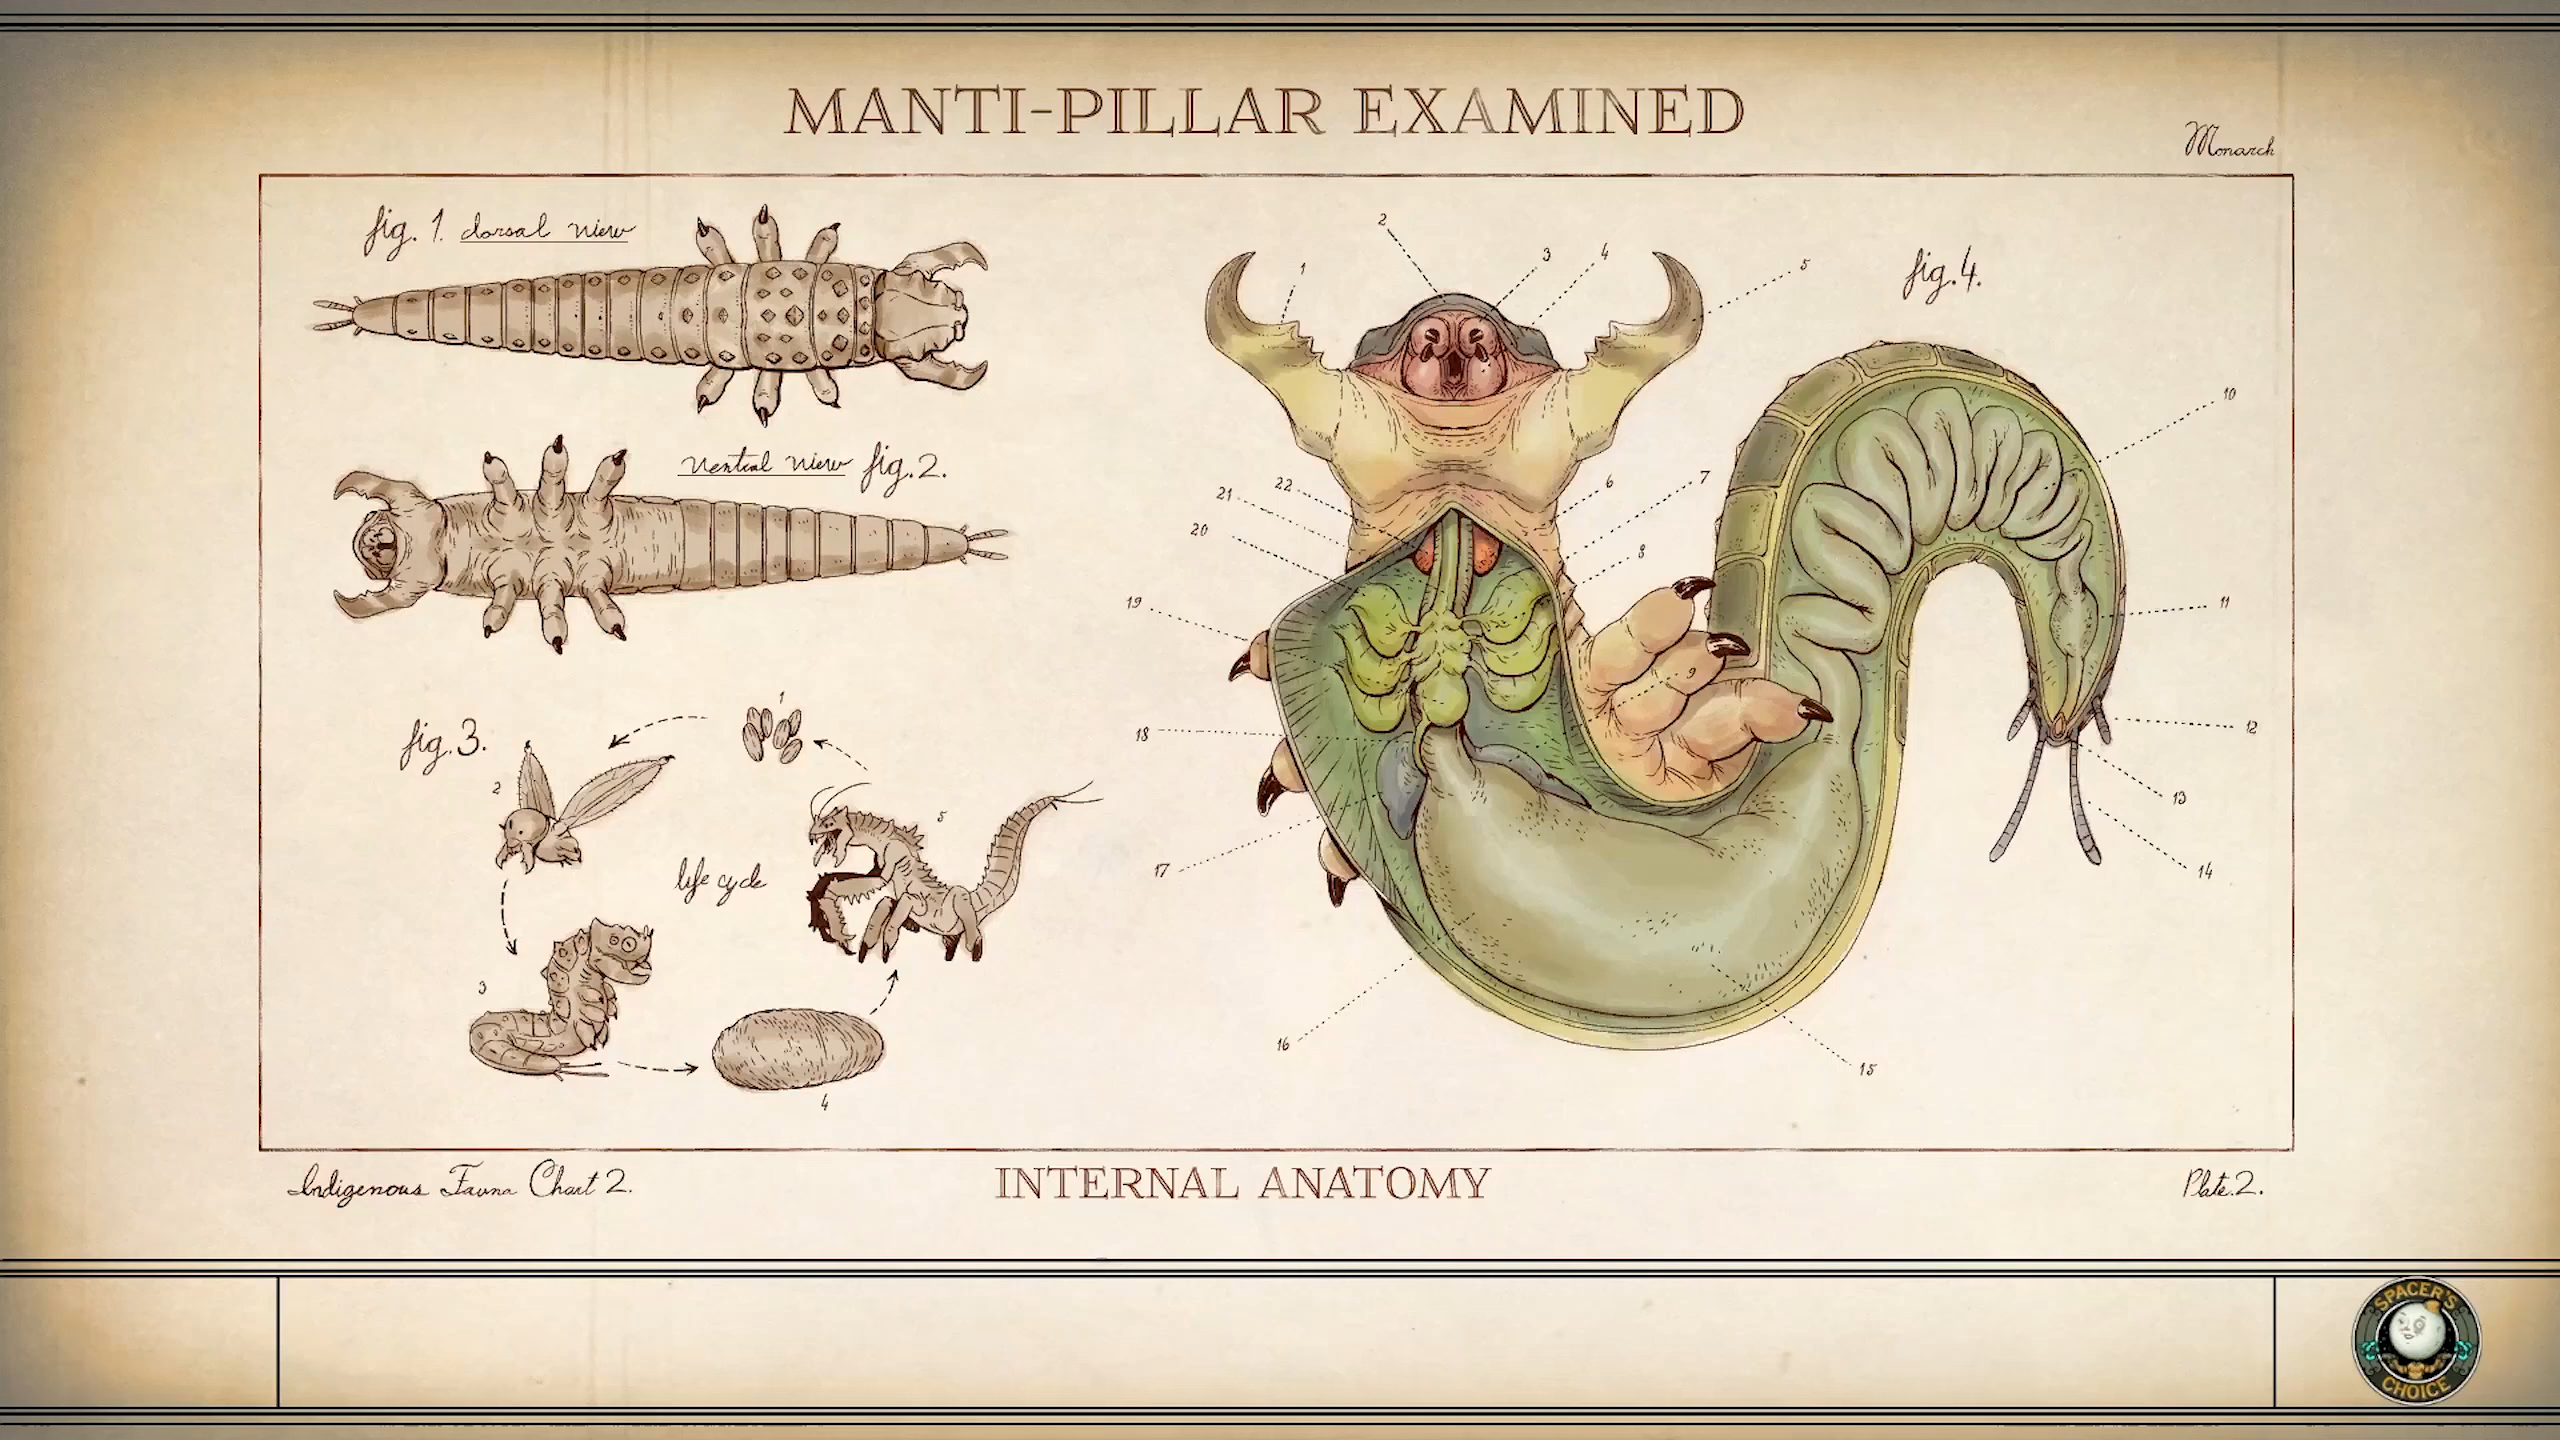 MANTI-PILLAR EXAMINED
Monarch
fig. 1. dorsal view
ventral view fig. 2.
fig. 3.
1
2
3
4
5
life cycle
fig. 4.
1
2
3
4
5
6
7
8
9
10
11
12
13
14
15
16
17
18
19
20
21
22
Indigenous Fauna Chart 2.
INTERNAL ANATOMY
Plate. 2.
SPACER'S
CHOICE